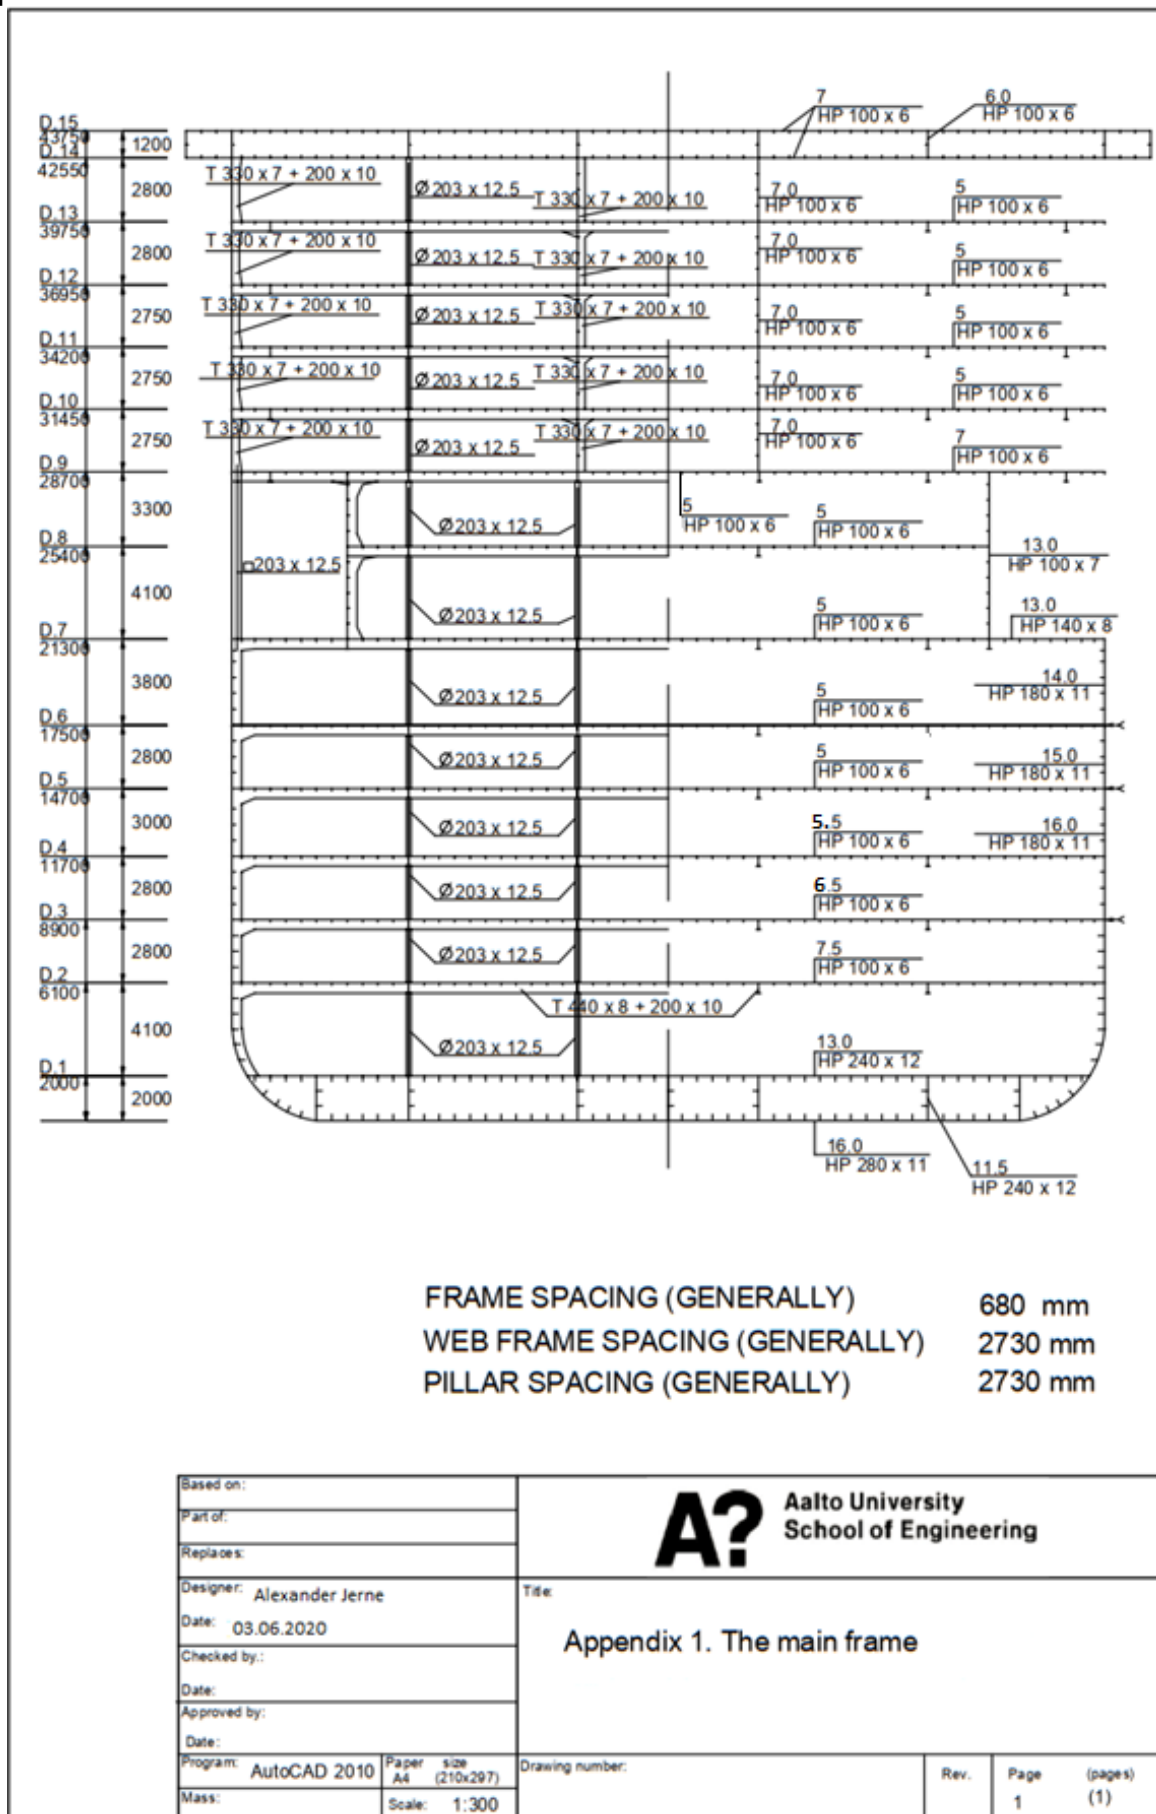 7
HP 100 x 6
6.0
HP 100 x 6
D.15
43750
D.14
1200
42550
2800
T 330 x 7 + 200 x 10
Ø203 x 12.5
T 330 x 7 + 200 x 10
7.0
HP 100 x 6
5
HP 100 x 6
D.13
39750
2800
T 330 x 7 + 200 x 10
Ø203 x 12.5
T 330 x 7 + 200 x 10
7.0
HP 100 x 6
5
HP 100 x 6
D.12
36950
2750
T 330 x 7 + 200 x 10
Ø203 x 12.5
T 330 x 7 + 200 x 10
7.0
HP 100 x 6
5
HP 100 x 6
D.11
34200
2750
T 330 x 7 + 200 x 10
Ø203 x 12.5
T 330 x 7 + 200 x 10
7.0
HP 100 x 6
5
HP 100 x 6
D.10
31450
2750
T 330 x 7 + 200 x 10
Ø203 x 12.5
T 330 x 7 + 200 x 10
7.0
HP 100 x 6
7
HP 100 x 6
D.9
28700
3300
Ø203 x 12.5
5
HP 100 x 6
5
HP 100 x 6
D.8
25400
□203 x 12.5
13.0
HP 100 x 7
4100
Ø203 x 12.5
5
HP 100 x 6
13.0
HP 140 x 8
D.7
21300
3800
Ø203 x 12.5
5
HP 100 x 6
14.0
HP 180 x 11
D.6
17500
2800
Ø203 x 12.5
5
HP 100 x 6
15.0
HP 180 x 11
D.5
14700
3000
Ø203 x 12.5
5.5
HP 100 x 6
16.0
HP 180 x 11
D.4
11700
2800
Ø203 x 12.5
6.5
HP 100 x 6
D.3
8900
2800
Ø203 x 12.5
7.5
HP 100 x 6
D.2
6100
T 440 x 8 + 200 x 10
4100
Ø203 x 12.5
13.0
HP 240 x 12
D.1
2000
2000
16.0
HP 280 x 11
11.5
HP 240 x 12
FRAME SPACING (GENERALLY) 680 mm
WEB FRAME SPACING (GENERALLY) 2730 mm
PILLAR SPACING (GENERALLY) 2730 mm
Based on:
Part of:
Replaces:
A?
Aalto University
School of Engineering
Designer: Alexander Jerne
Date: 03.06.2020
Checked by.:
Date:
Approved by:
Date:
Title:
Appendix 1. The main frame
Program: AutoCAD 2010
Paper size
A4 (210x297)
Mass:
Scale: 1:300
Drawing number:
Rev.
Page (pages)
1 (1)